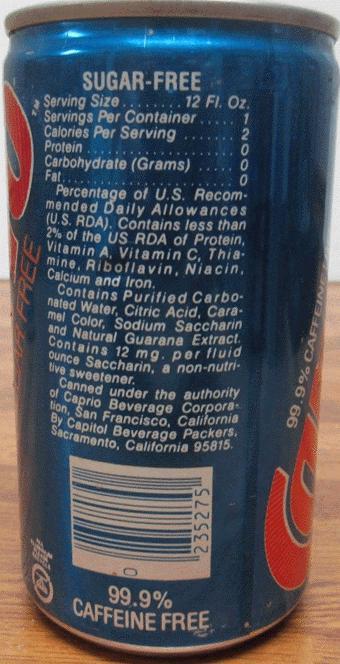 SUGAR-FREE
Serving Size ........ 12 Fl. Oz.
Servings Per Container ..... 1
Calories Per Serving ....... 2
Protein ................... 0
Carbohydrate (Grams) ..... 0
Fat ....................... 0
Percentage of U.S. Recom-
mended Daily Allowances
(U.S. RDA). Contains less than
2% of the US RDA of Protein,
Vitamin A, Vitamin C, Thia-
mine, Riboflavin, Niacin,
Calcium and Iron.
Contains Purified Carbo-
nated Water, Citric Acid, Cara-
mel Color, Sodium Saccharin
and Natural Guarana Extract.
Contains 12 mg. per fluid
ounce Saccharin, a non-nutri-
tive sweetener.
Canned under the authority
of Caprio Beverage Corpora-
tion, San Francisco, California
By Capitol Beverage Packers,
Sacramento, California 95815.
235275
0
99.9%
CAFFEINE FREE
TM
FREE
99.9% CAFFEINE